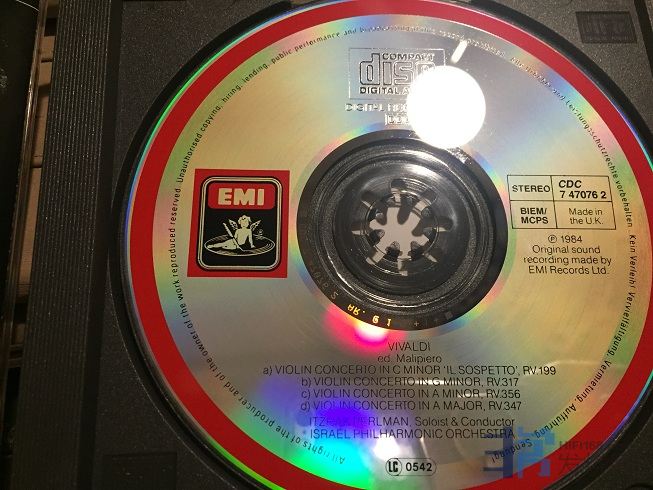 COMPACT
disc
DIGITAL
EMI
STEREO
CDC
7 47076 2
BIEM/
MCPS
Made in
the U.K.
℗ 1984
Original sound
recording made by
EMI Records Ltd.
VIVALDI
ed. Malipiero
a) VIOLIN CONCERTO IN C MINOR 'IL SOSPETTO', RV.199
b) VIOLIN CONCERTO IN G MINOR, RV.317
c) VIOLIN CONCERTO IN A MINOR, RV.356
d) VIOLIN CONCERTO IN A MAJOR, RV.347
ITZHAK PERLMAN, Soloist & Conductor
ISRAEL PHILHARMONIC ORCHESTRA
LC 0542
All rights of the producer and of the owner of the work reproduced reserved. Unauthorised copying, hiring, lending, public performance and
Leistungsschutzrechte vorbehalten. Kein Verleih! Vervielfältigung, Vermietung, Aufführung, Sendung!